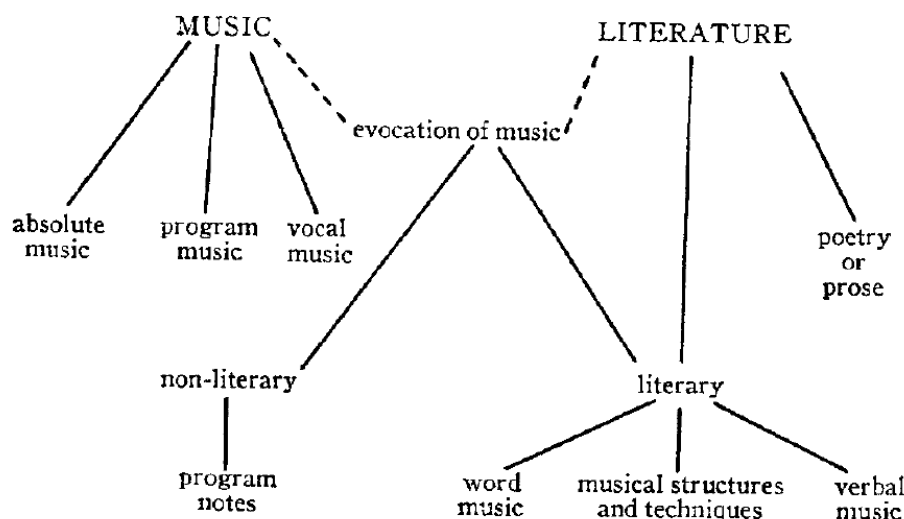 MUSIC
LITERATURE
evocation of music
absolute
music
program
music
vocal
music
poetry
or
prose
non-literary
literary
program
notes
word
music
musical structures
and techniques
verbal
music